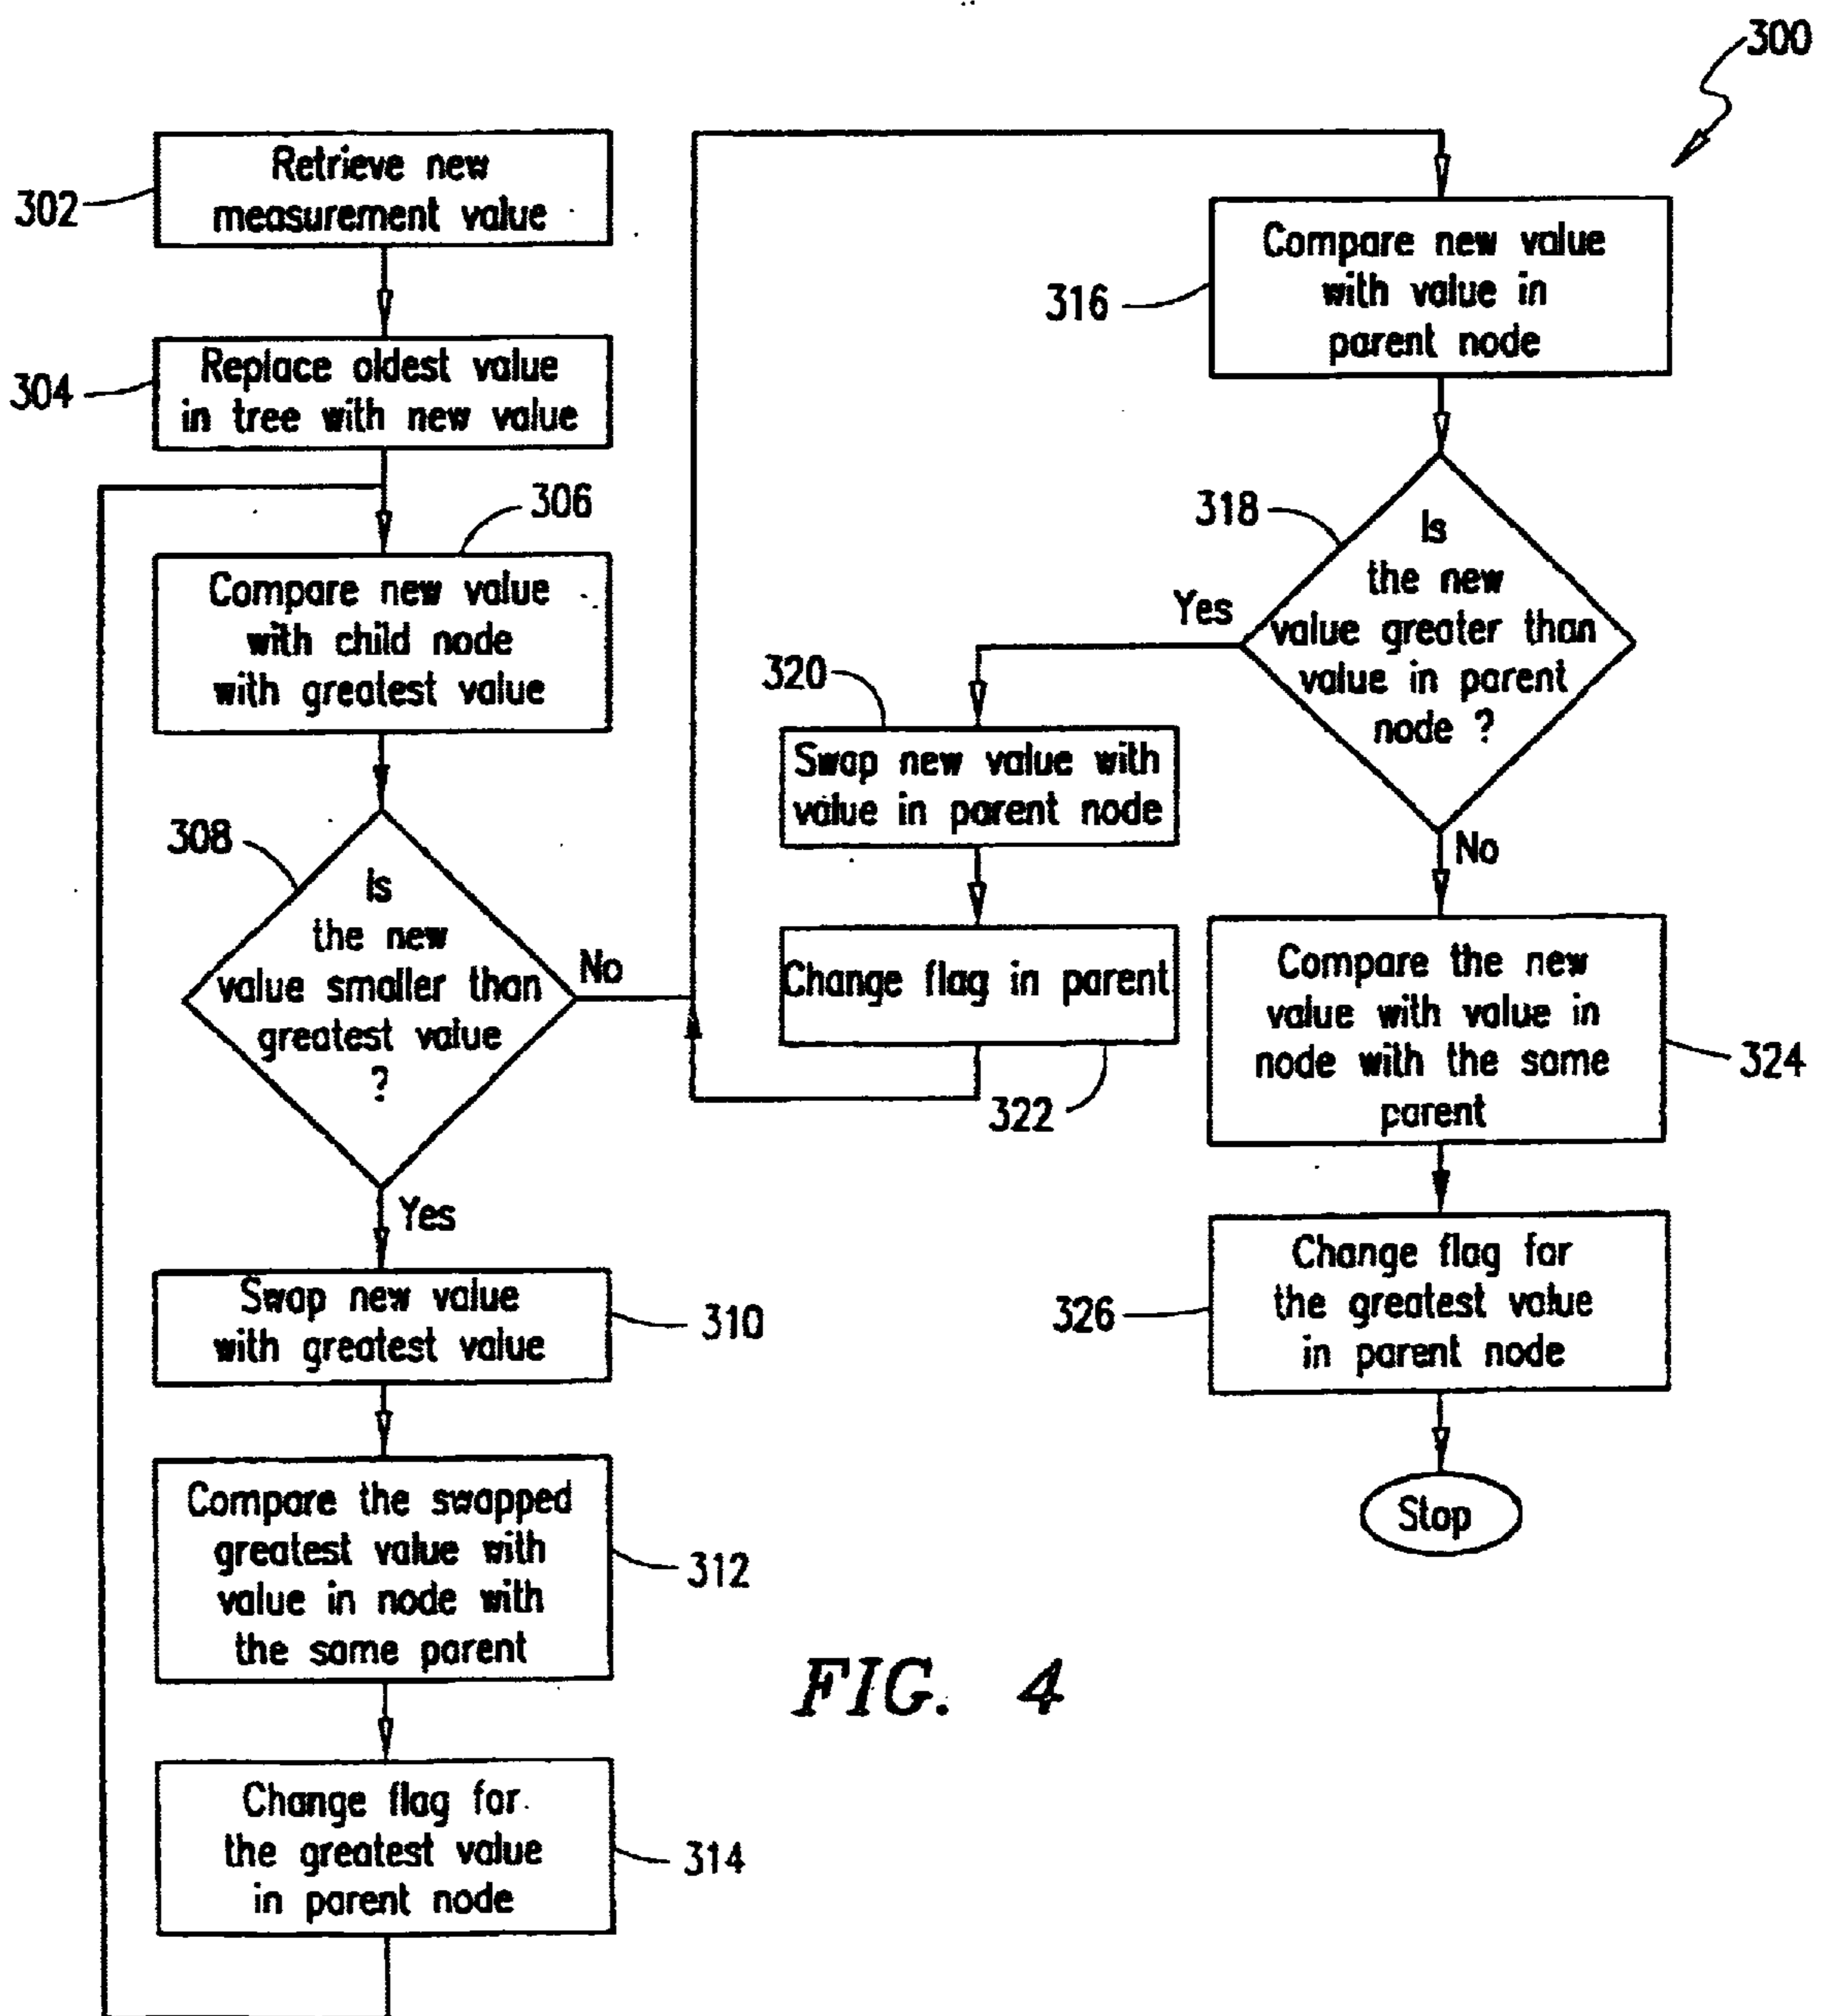 300
302
Retrieve new
measurement value
304
Replace oldest value
in tree with new value
306
Compare new value
with child node
with greatest value
308
Is
the new
value smaller than
greatest value
?
No
Yes
Swap new value
with greatest value
310
Compare the swapped
greatest value with
value in node with
the same parent
312
Change flag for
the greatest value
in parent node
314
316
Compare new value
with value in
parent node
318
Is
the new
value greater than
value in parent
node ?
Yes
No
320
Swap new value with
value in parent node
Change flag in parent
322
Compare the new
value with value in
node with the same
parent
324
326
Change flag for
the greatest value
in parent node
Stop
FIG. 4